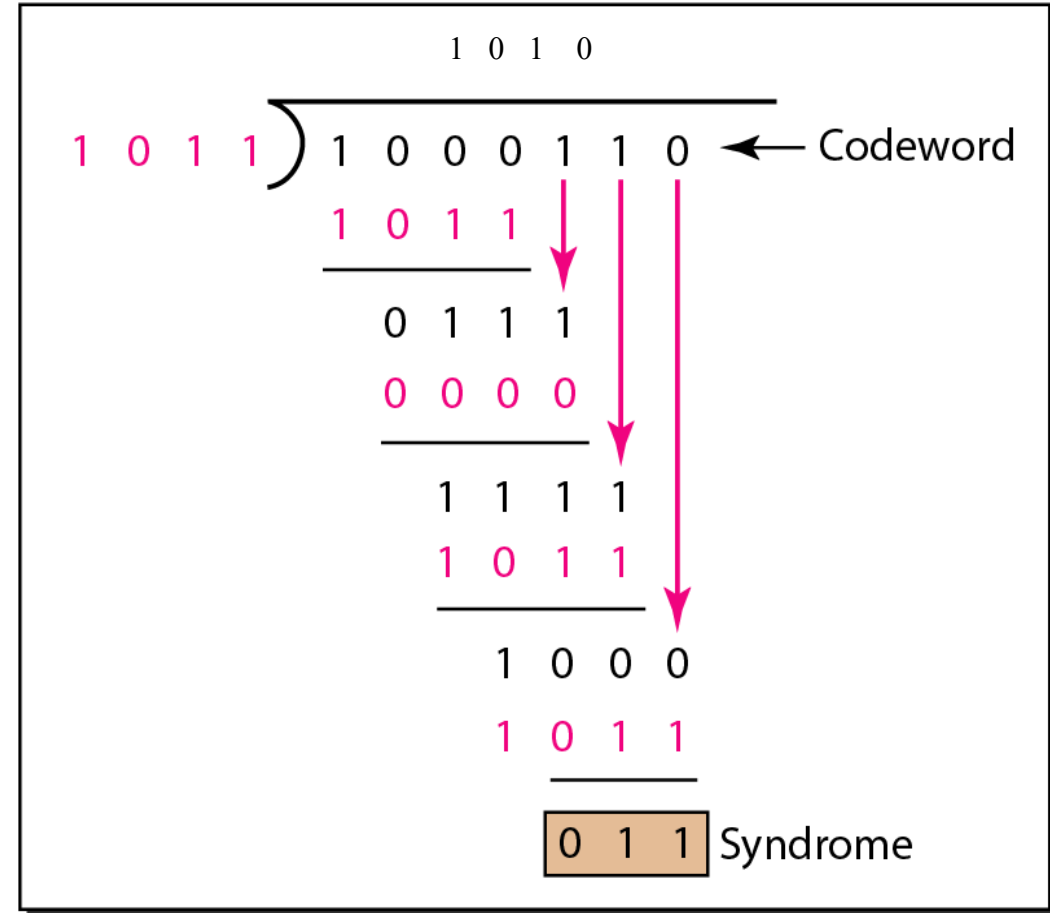 1 0 1 0
1 0 1 1 1 0 0 0 1 1 0 Codeword
1 0 1 1
0 1 1 1
0 0 0 0
1 1 1 1
1 0 1 1
1 0 0 0
1 0 1 1
0 1 1 Syndrome